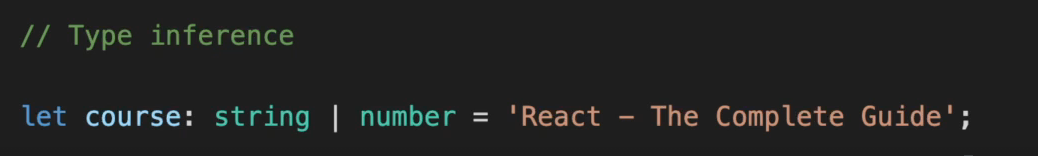 // Type inference
let course: string | number = 'React – The Complete Guide';